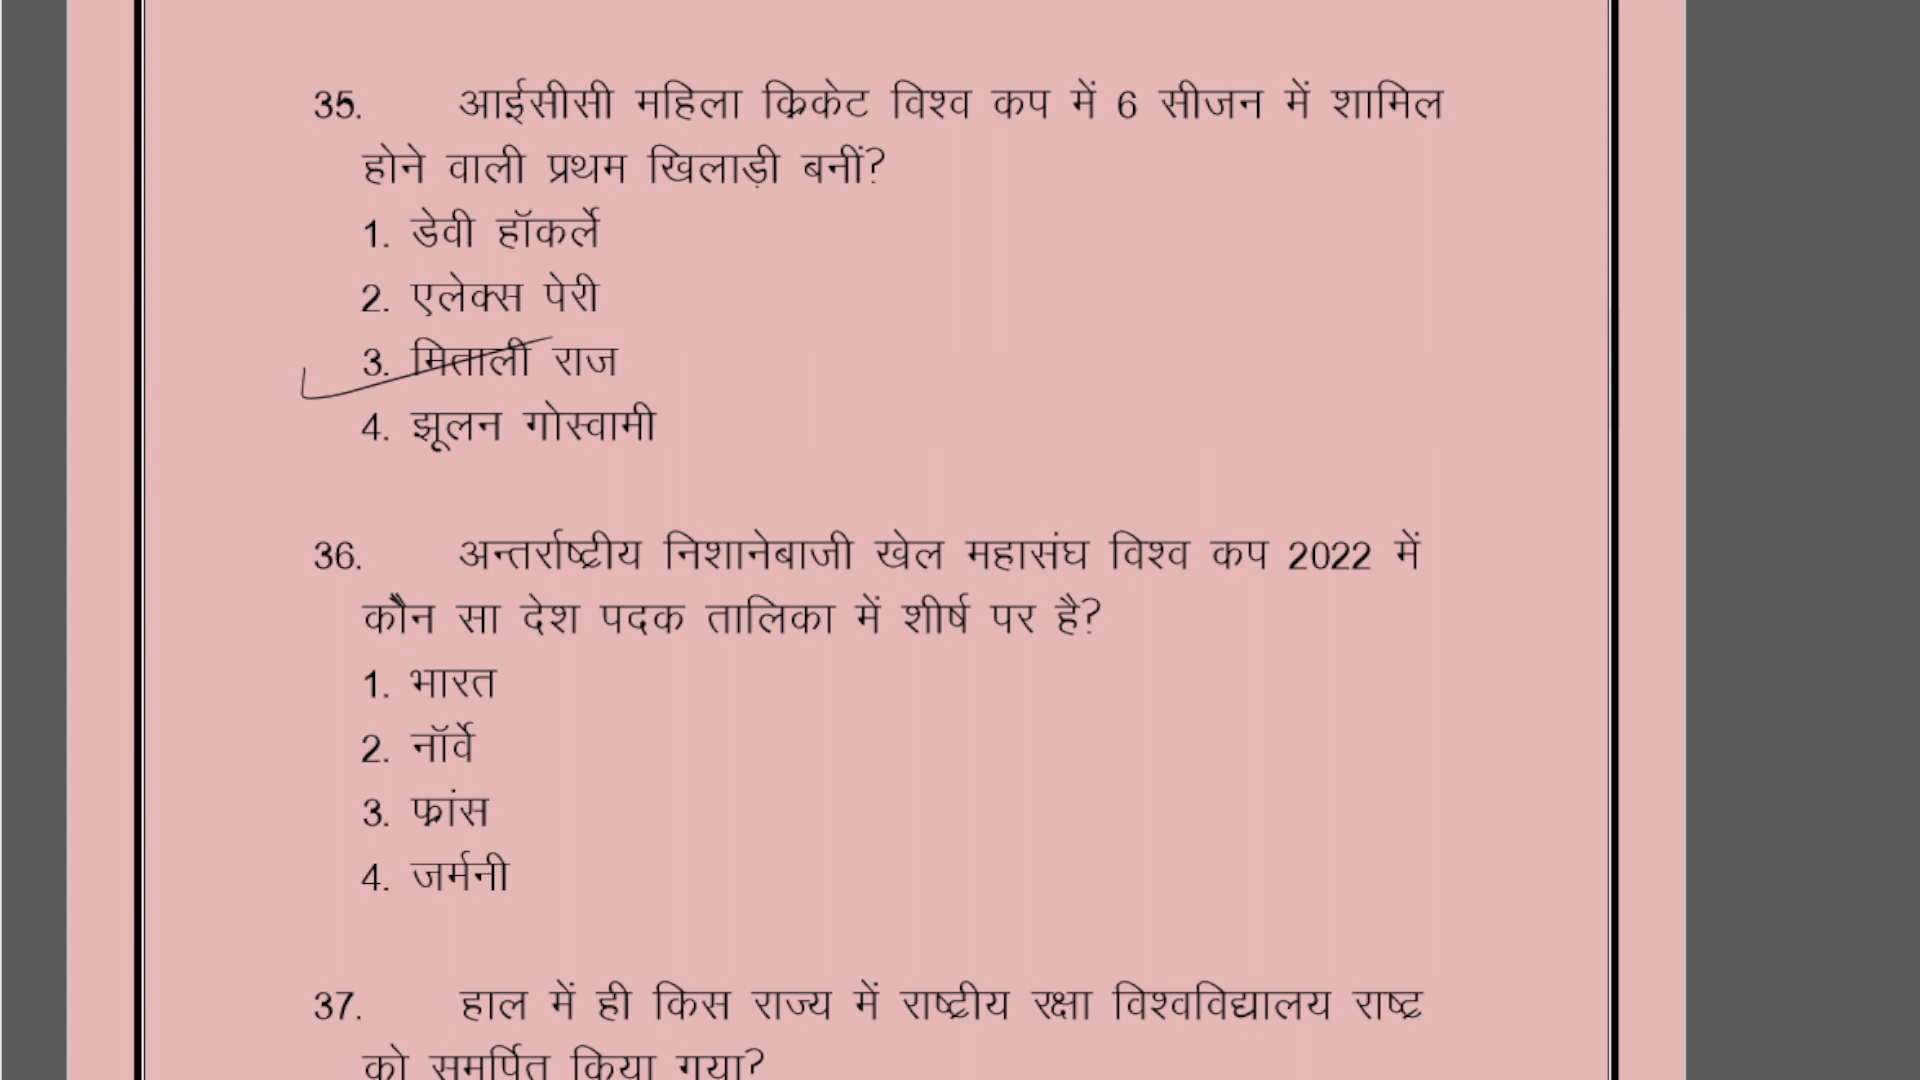 35. आईसीसी महिला क्रिकेट विश्व कप में 6 सीजन में शामिल
होने वाली प्रथम खिलाड़ी बनीं?
1. डेवी हॉकर्ले
2. एलेक्स पेरी
3. मिताली राज
4. झूलन गोस्वामी
36. अन्तर्राष्ट्रीय निशानेबाजी खेल महासंघ विश्व कप 2022 में
कौन सा देश पदक तालिका में शीर्ष पर है?
1. भारत
2. नॉर्वे
3. फ्रांस
4. जर्मनी
37. हाल में ही किस राज्य में राष्ट्रीय रक्षा विश्वविद्यालय राष्ट्र
को समर्पित किया गया?